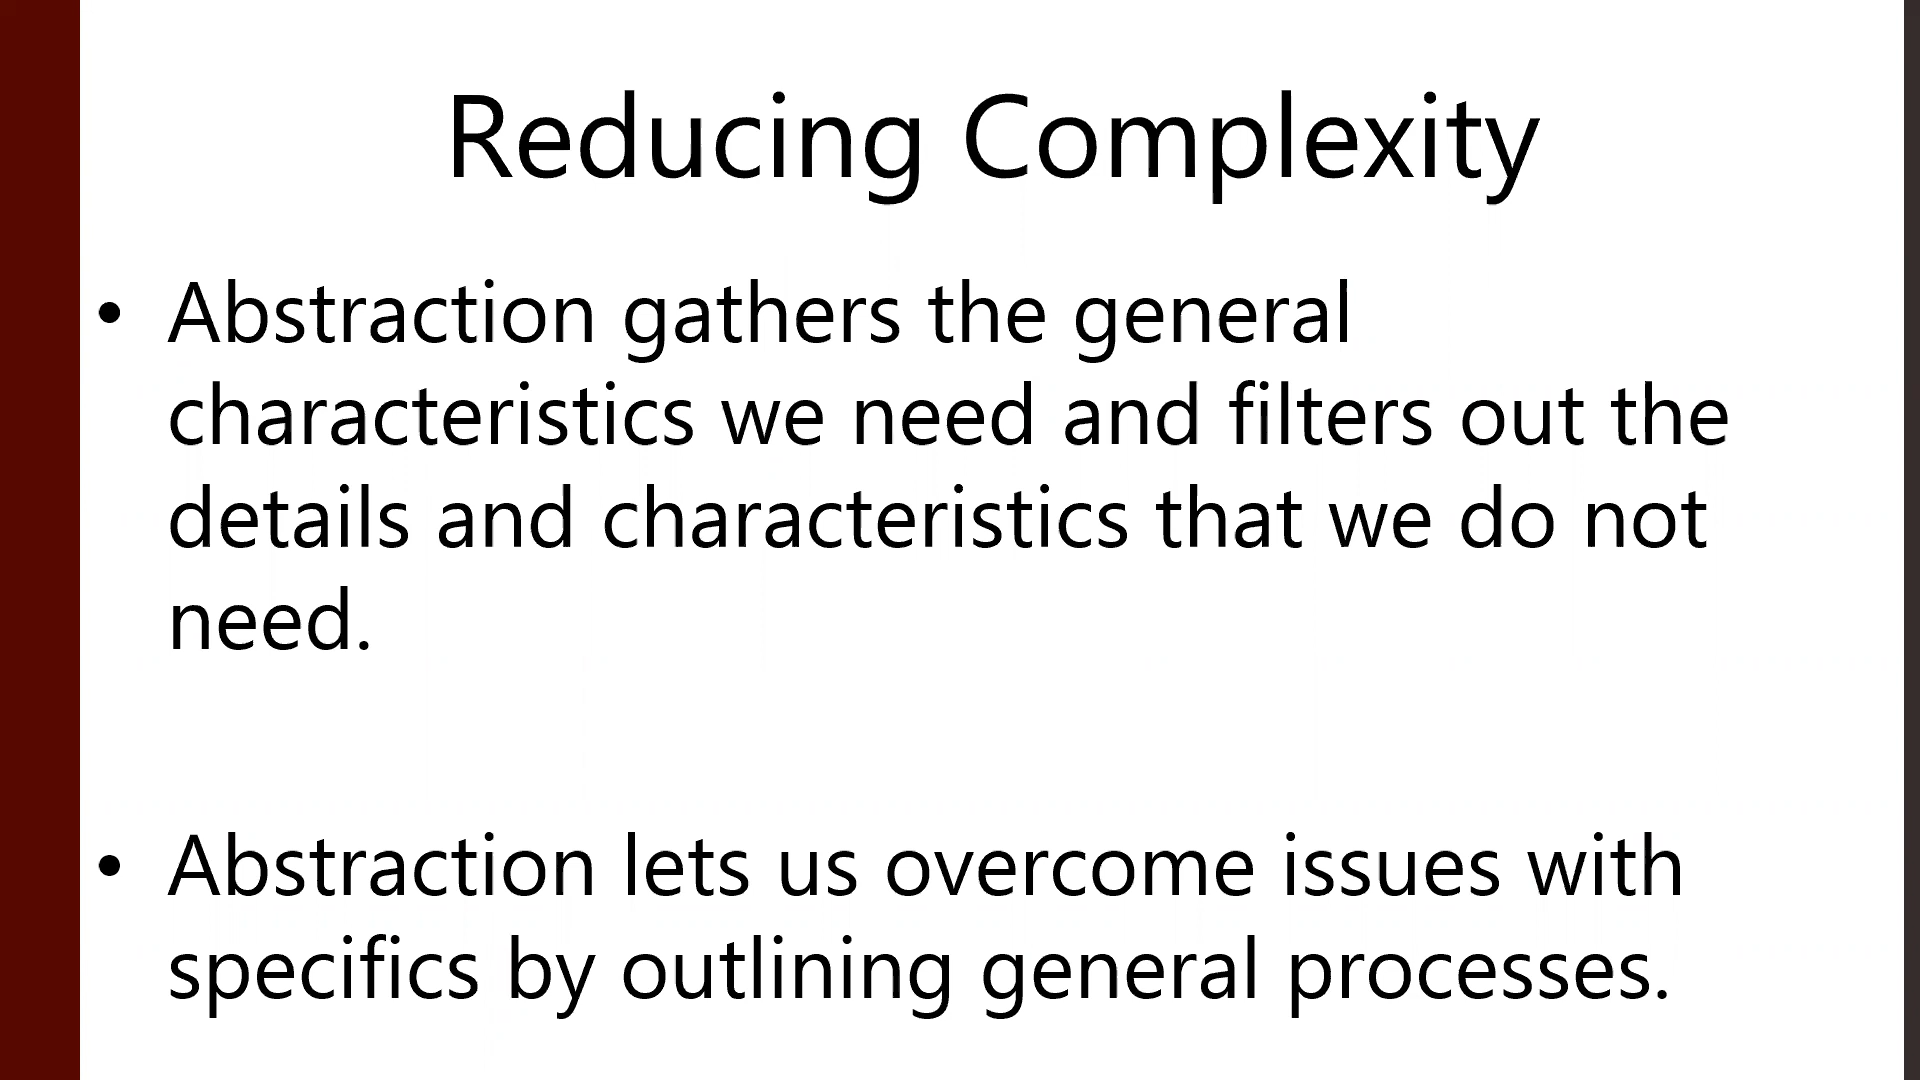 Reducing Complexity
• Abstraction gathers the general
characteristics we need and filters out the
details and characteristics that we do not
need.
• Abstraction lets us overcome issues with
specifics by outlining general processes.